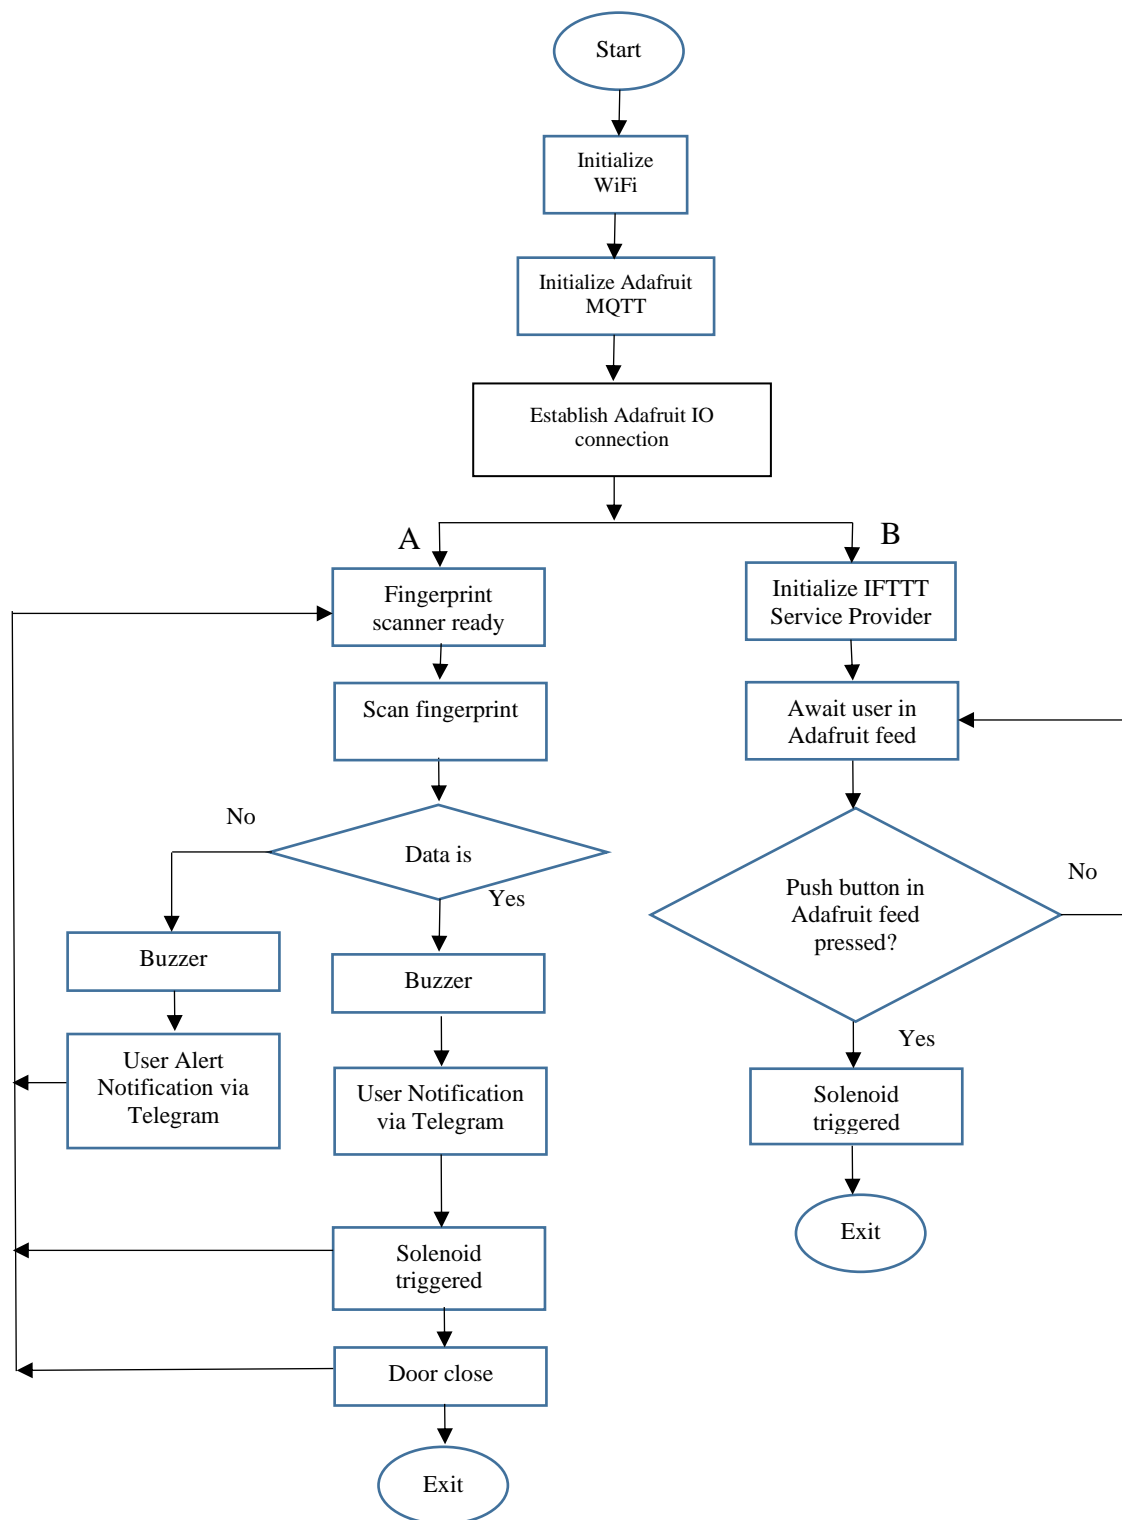 Start
Initialize
WiFi
Initialize Adafruit
MQTT
Establish Adafruit IO
connection
A
B
Fingerprint
scanner ready
Initialize IFTTT
Service Provider
Scan fingerprint
Await user in
Adafruit feed
No
Data is
Yes
Push button in
Adafruit feed
pressed?
No
Buzzer
Buzzer
Yes
User Alert
Notification via
Telegram
User Notification
via Telegram
Solenoid
triggered
Exit
Solenoid
triggered
Door close
Exit